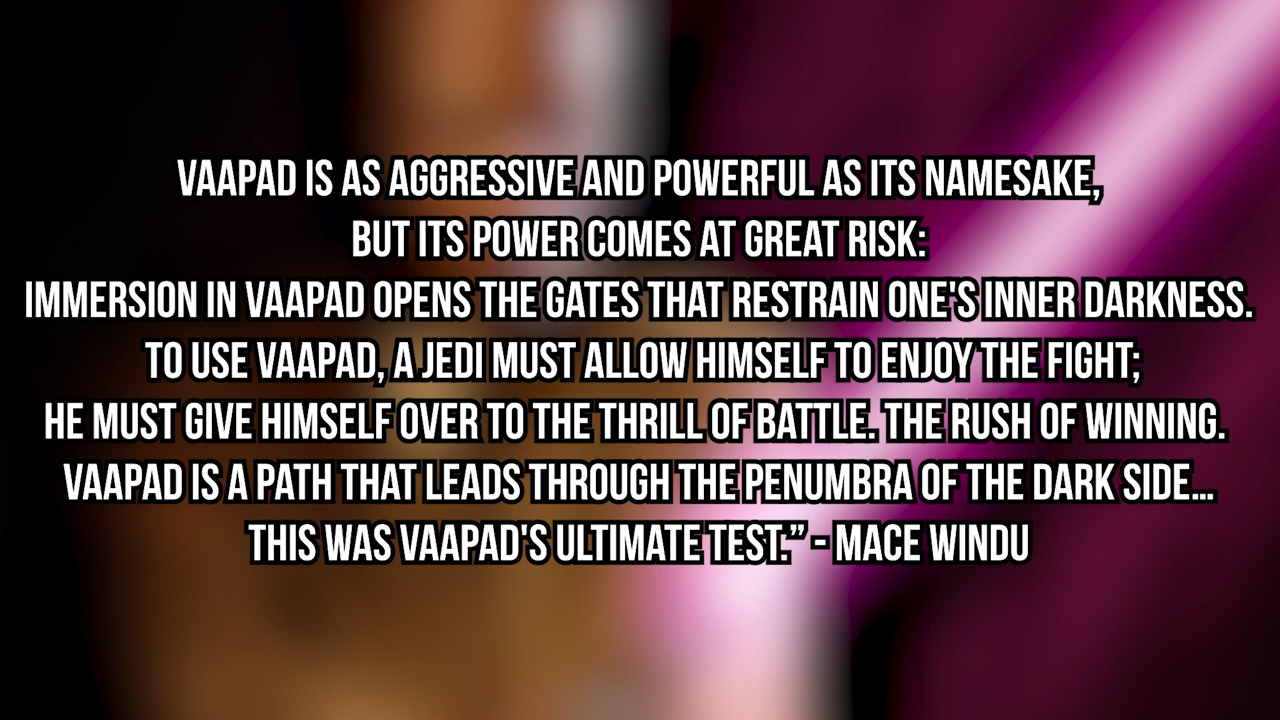 VAAPAD IS AS AGGRESSIVE AND POWERFUL AS ITS NAMESAKE,
BUT ITS POWER COMES AT GREAT RISK:
IMMERSION IN VAAPAD OPENS THE GATES THAT RESTRAIN ONE'S INNER DARKNESS.
TO USE VAAPAD, A JEDI MUST ALLOW HIMSELF TO ENJOY THE FIGHT;
HE MUST GIVE HIMSELF OVER TO THE THRILL OF BATTLE. THE RUSH OF WINNING.
VAAPAD IS A PATH THAT LEADS THROUGH THE PENUMBRA OF THE DARK SIDE...
THIS WAS VAAPAD'S ULTIMATE TEST.” - MACE WINDU